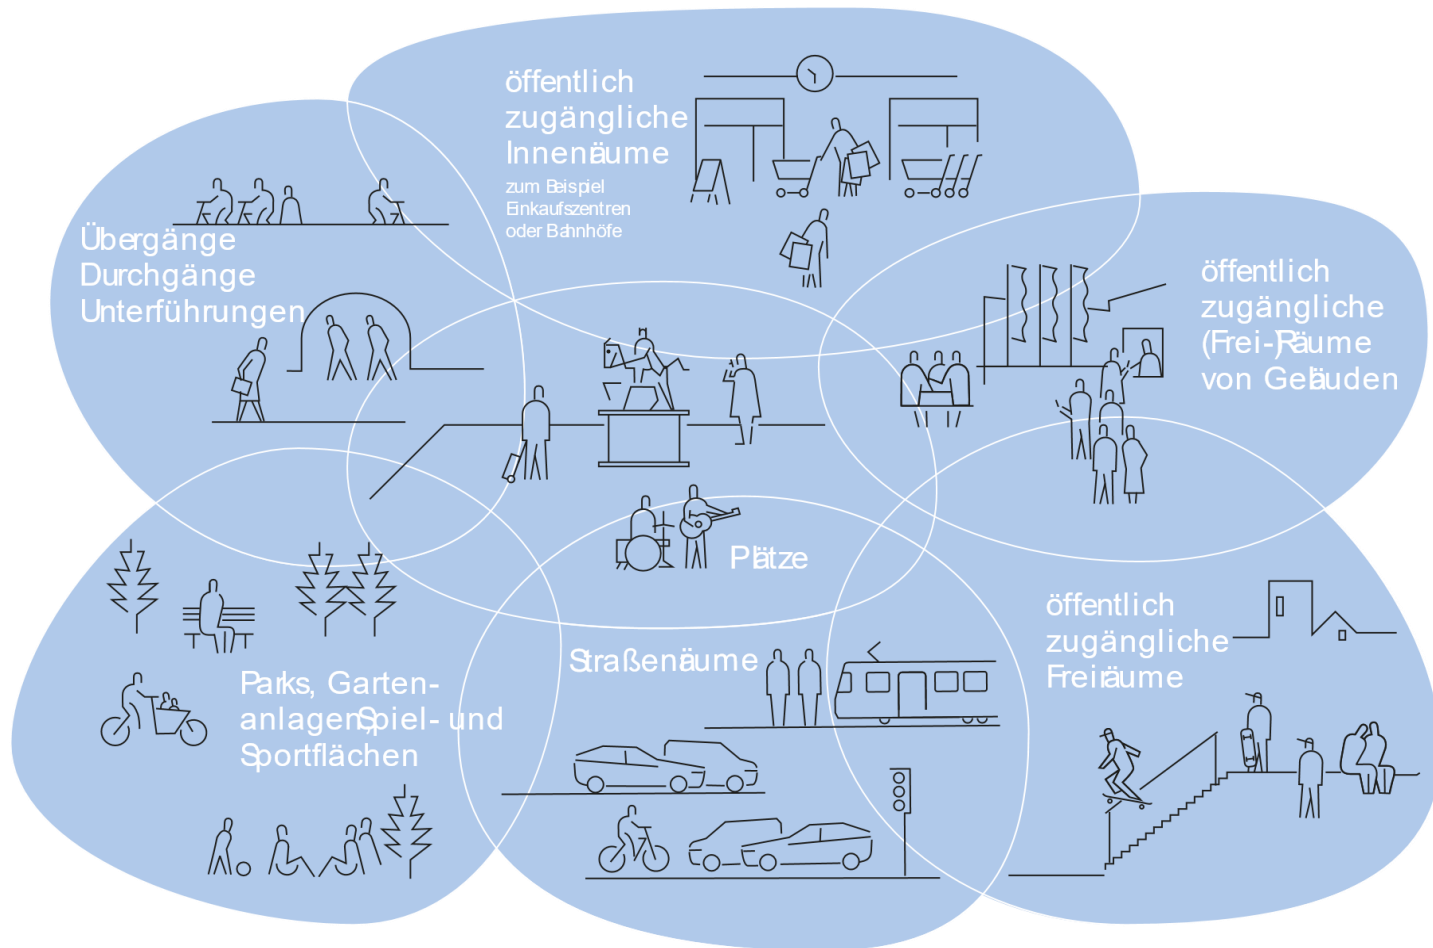 öffentlich
zugängliche
Innenräume
zum Beispiel
Einkaufszentren
oder Bahnhöfe
Übergänge
Durchgänge
Unterführungen
öffentlich
zugängliche
(Frei-)Räume
von Gebäuden
Plätze
öffentlich
zugängliche
Freiräume
Straßenräume
Parks, Garten-
anlagen, Spiel- und
Sportflächen